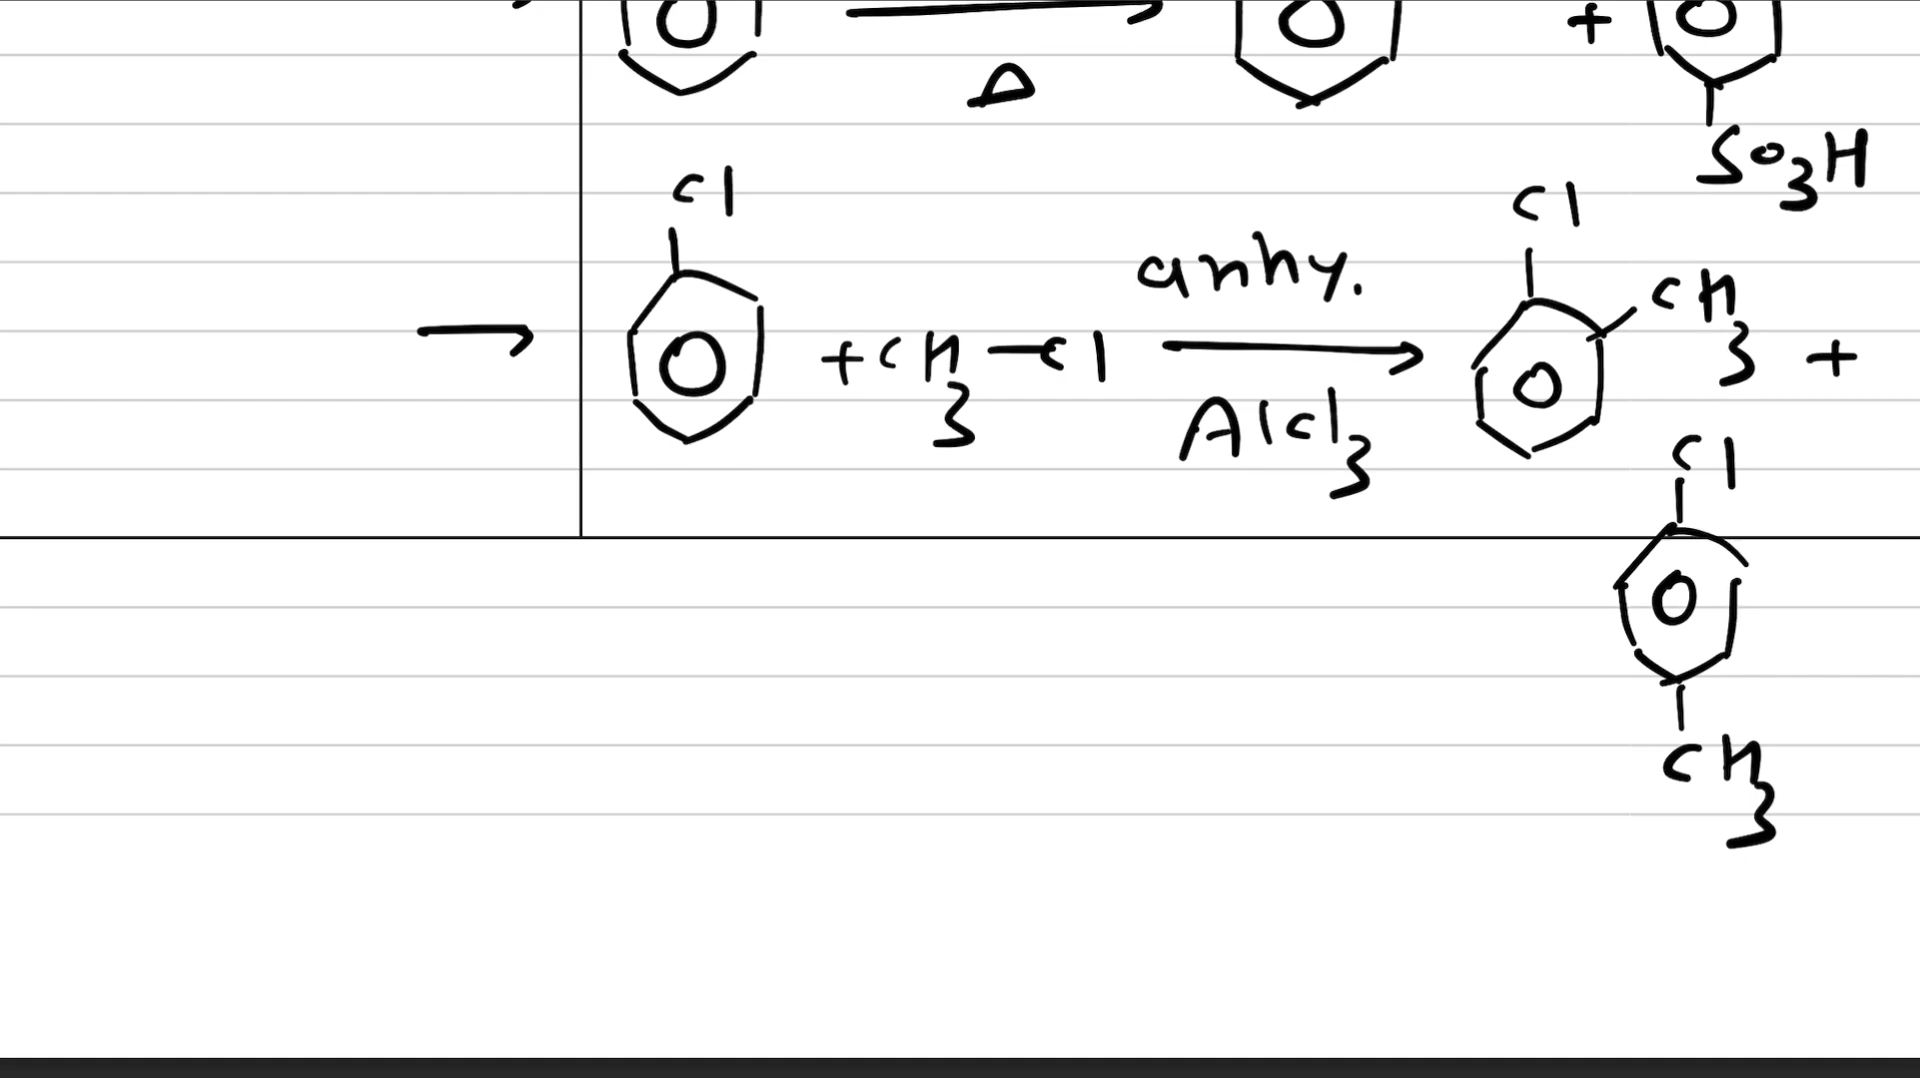 Δ +
SO3H
Cl Cl
+ CH3—Cl anhy. AlCl3 CH3 +
Cl
CH3